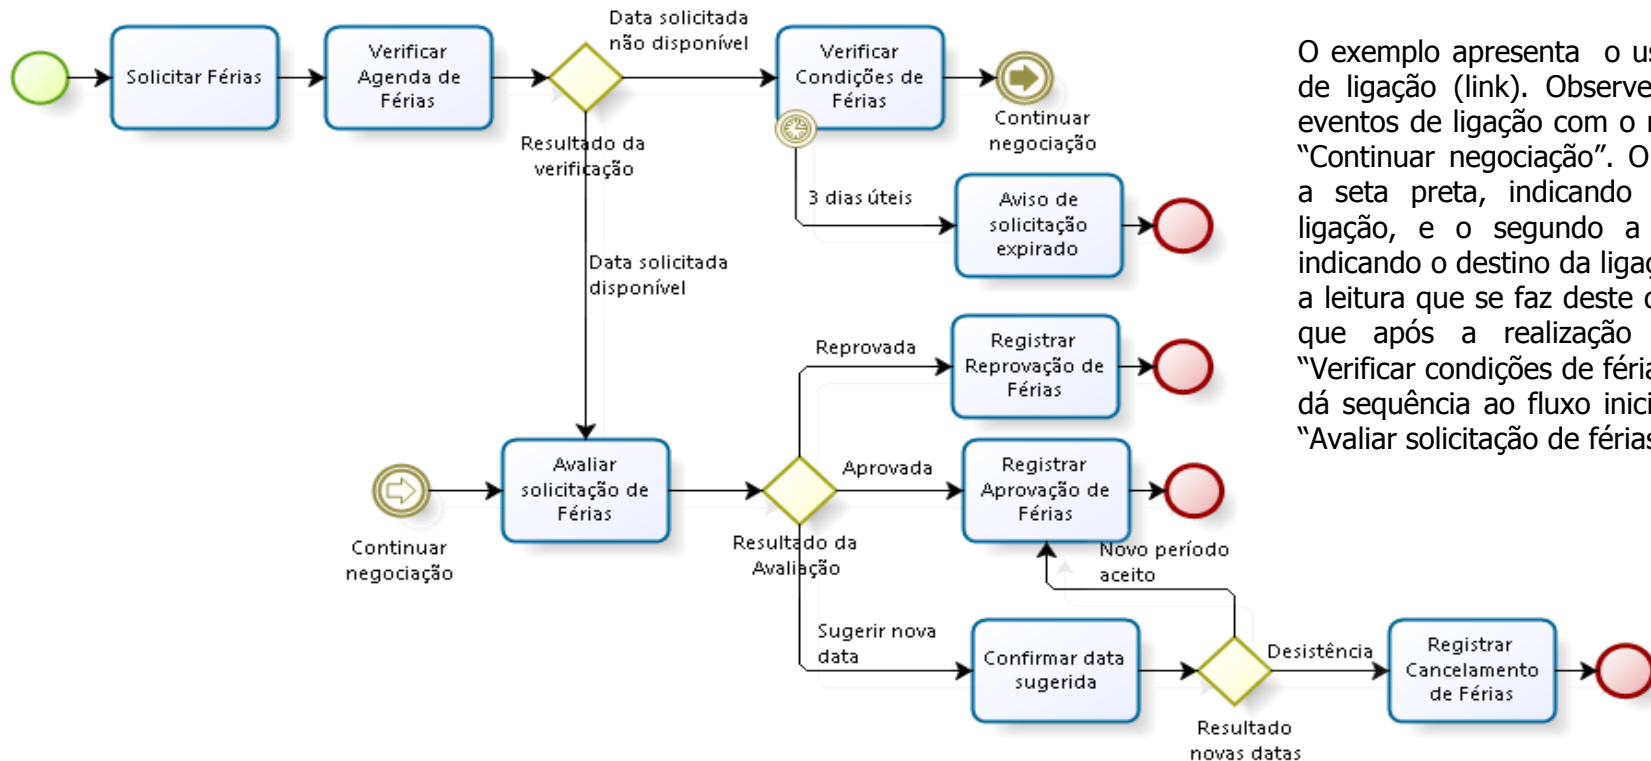 Data solicitada
não disponível
Solicitar Férias
Verificar
Agenda de
Férias
Resultado da
verificação
Verificar
Condições de
Férias
Continuar
negociação
3 dias úteis
Aviso de
solicitação
expirado
Data solicitada
disponível
Continuar
negociação
Avaliar
solicitação de
Férias
Resultado da
Avaliação
Reprovada
Registrar
Reprovação de
Férias
Aprovada
Registrar
Aprovação de
Férias
Novo período
aceito
Sugerir nova
data
Confirmar data
sugerida
Resultado
novas datas
Desistência
Registrar
Cancelamento
de Férias
O exemplo apresenta o
de ligação (link). Observe
eventos de ligação com o
“Continuar negociação”. O
a seta preta, indicando
ligação, e o segundo a
indicando o destino da
a leitura que se faz deste
que após a realização
“Verificar condições de
dá sequência ao fluxo
“Avaliar solicitação de